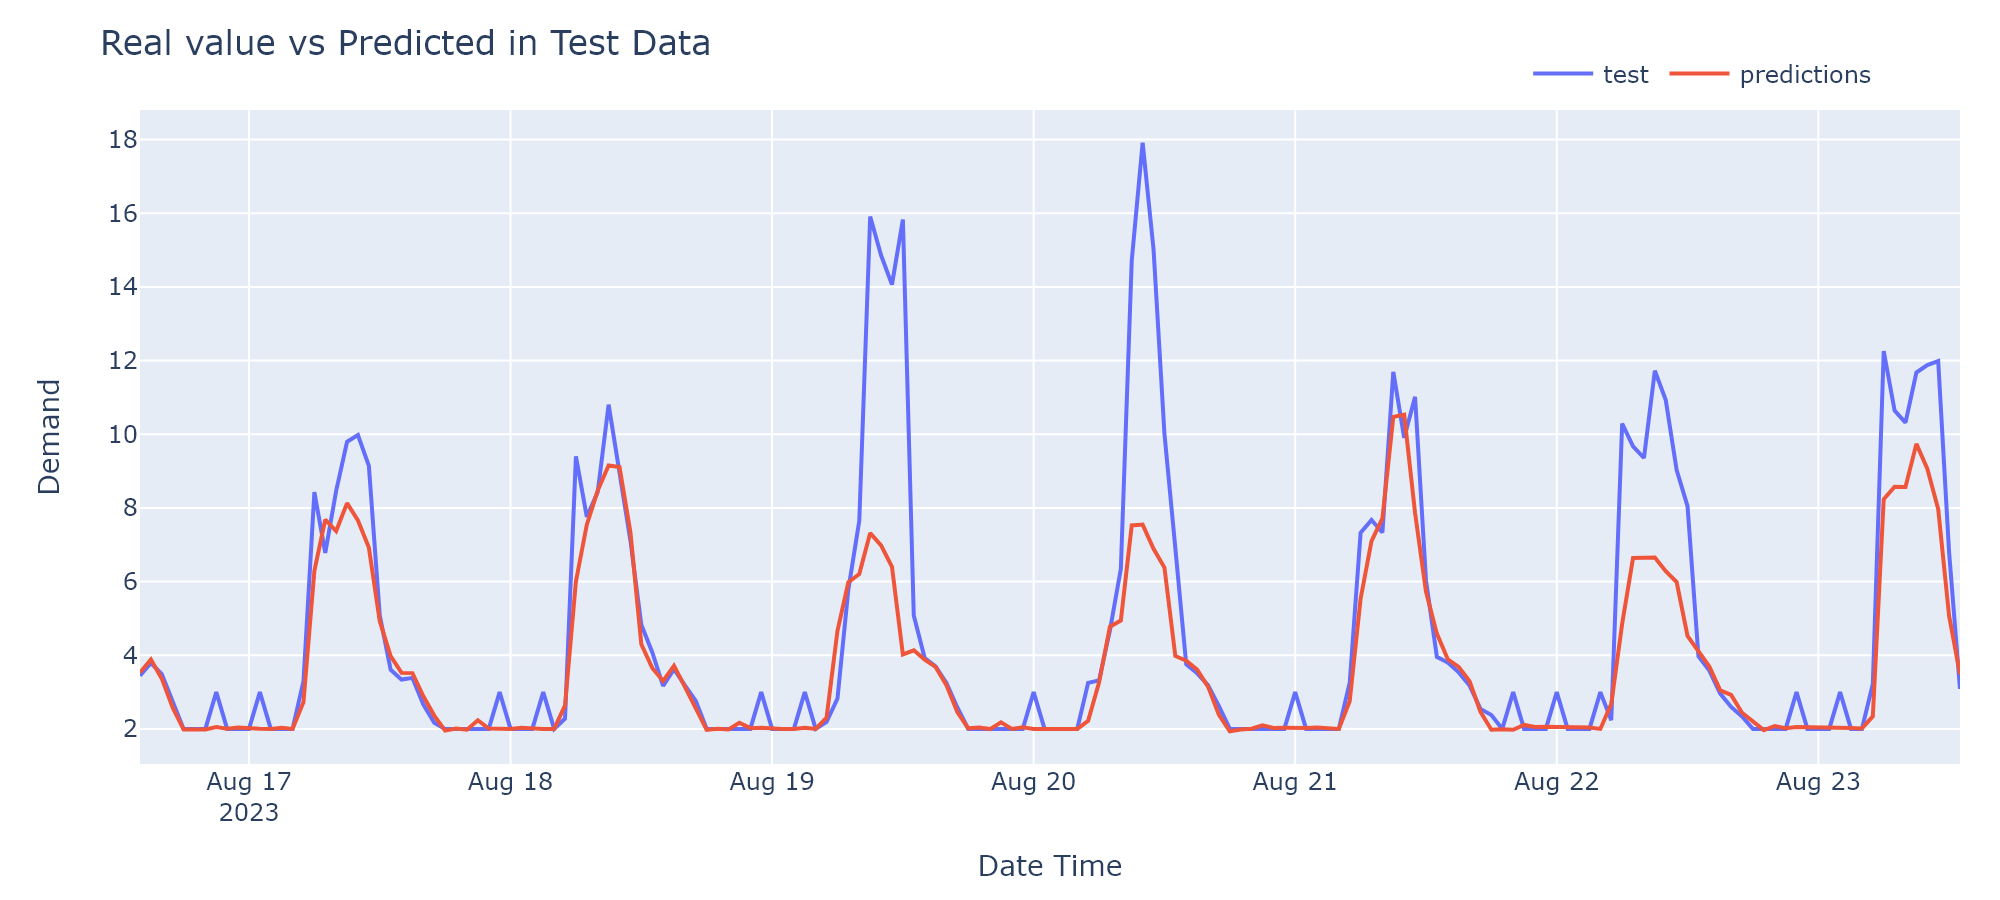 Real value vs Predicted in Test Data
test
predictions
Demand
18
16
14
12
10
8
6
4
2
Aug 17
2023
Aug 18
Aug 19
Aug 20
Aug 21
Aug 22
Aug 23
Date Time